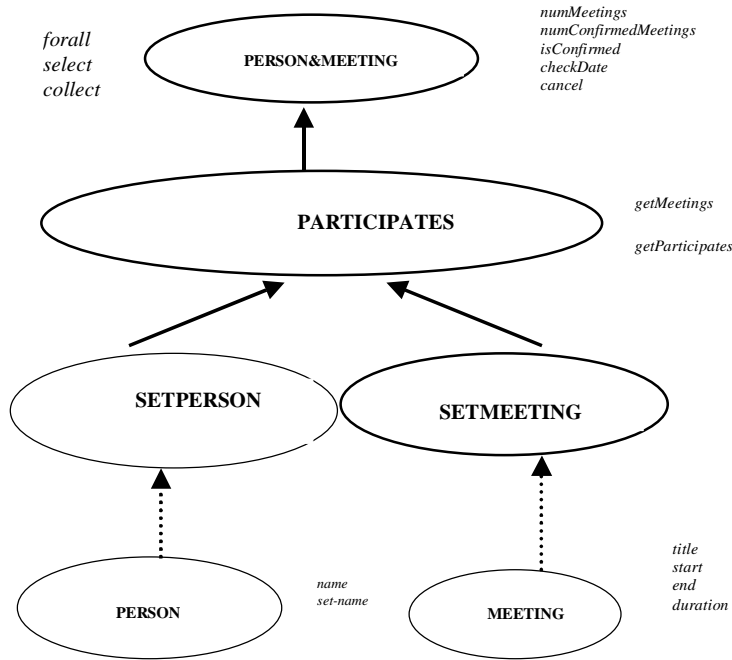 forall
select
collect
PERSON&MEETING
numMeetings
numConfirmedMeetings
isConfirmed
checkDate
cancel
PARTICIPATES
getMeetings
getParticipates
SETPERSON
SETMEETING
PERSON
name
set-name
MEETING
title
start
end
duration